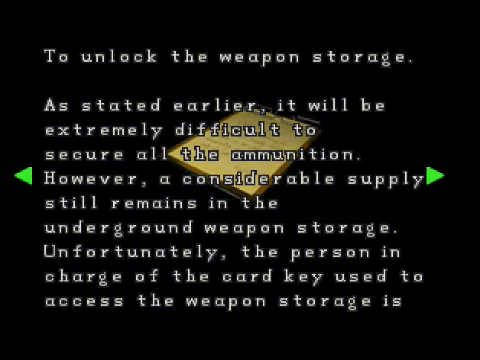 To unlock the weapon storage.
As stated earlier, it will be
extremely difficult to
secure all the ammunition.
However, a considerable supply
still remains in the
underground weapon storage.
Unfortunately, the person in
charge of the card key used to
access the weapon storage is